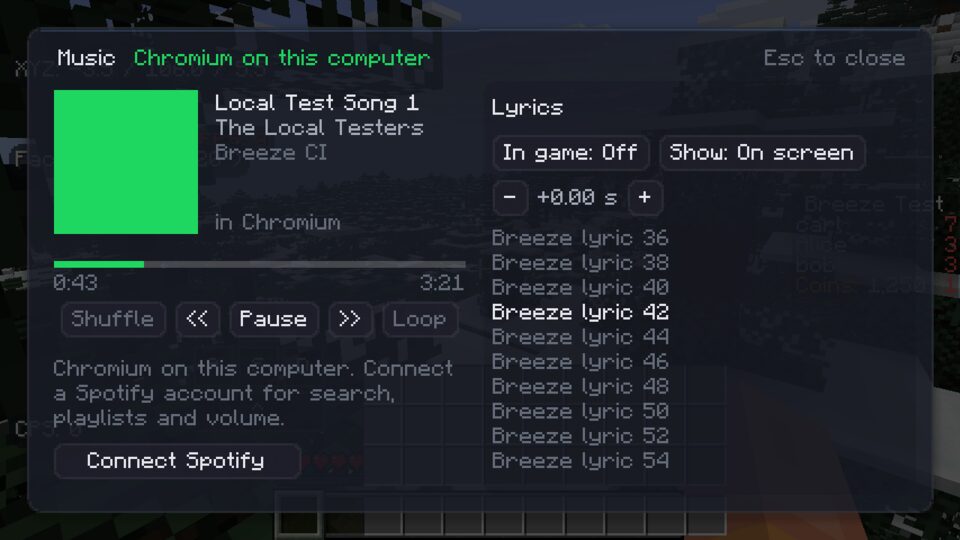 Music Chromium on this computer
Esc to close
Local Test Song 1
The Local Testers
Breeze CI
in Chromium
0:43
3:21
Shuffle
<<
Pause
>>
Loop
Chromium on this computer. Connect
a Spotify account for search,
playlists and volume.
Connect Spotify
Lyrics
In game: Off
Show: On screen
-
+0.00 s
+
Breeze lyric 36
Breeze lyric 38
Breeze lyric 40
Breeze lyric 42
Breeze lyric 44
Breeze lyric 46
Breeze lyric 48
Breeze lyric 50
Breeze lyric 52
Breeze lyric 54
Breeze Test